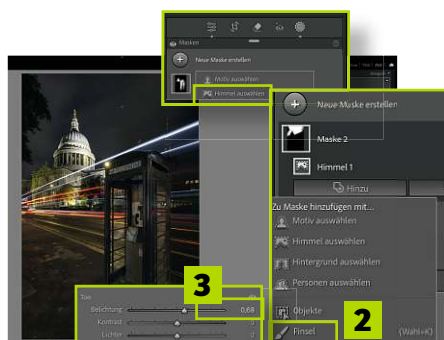 Masken
Neue Maske erstellen
Motiv auswählen
Himmel auswählen
Neue Maske erstellen
Maske 2
Himmel 1
Hinzu
Zu Maske hinzufügen mit...
Motiv auswählen
Himmel auswählen
Hintergrund auswählen
Personen auswählen
Objekte
Finsel
(Wahl+K)
2
3
Ton
Belichtung 0,68
Kontrast 0
Lichter